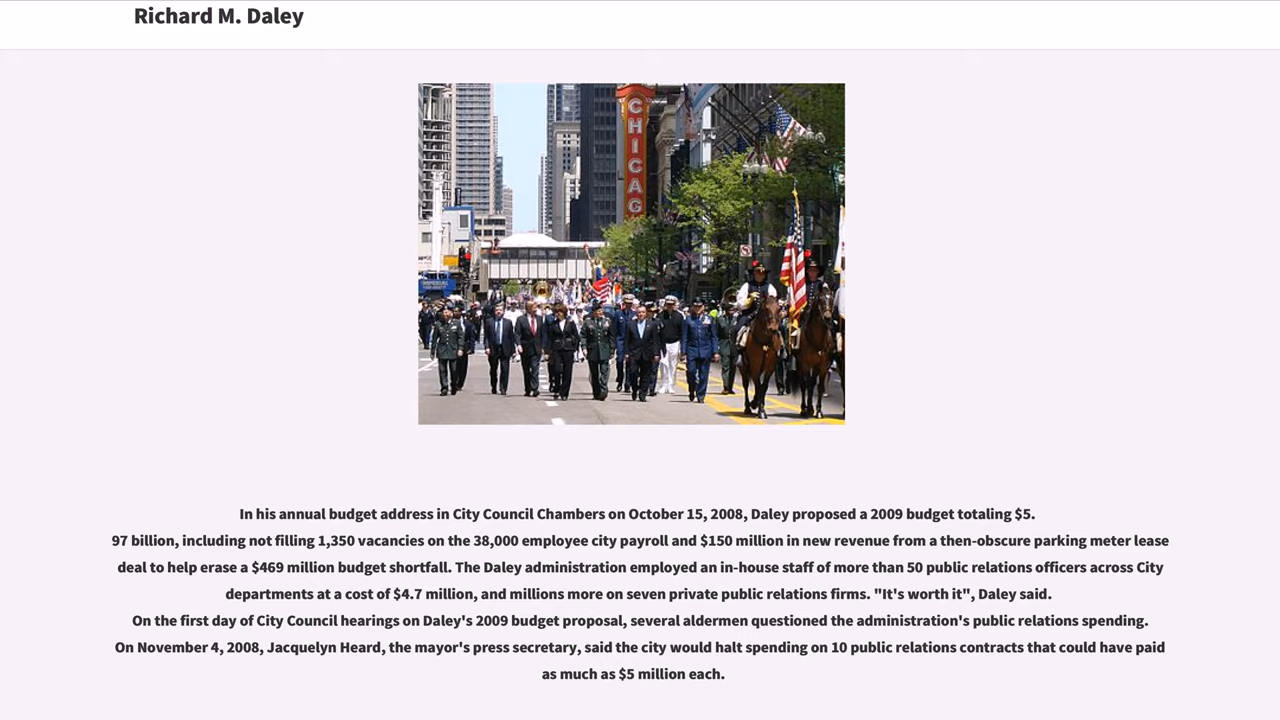 Richard M. Daley
CHICAG
In his annual budget address in City Council Chambers on October 15, 2008, Daley proposed a 2009 budget totaling $5.
97 billion, including not filling 1,350 vacancies on the 38,000 employee city payroll and $150 million in new revenue from a then-obscure parking meter lease
deal to help erase a $469 million budget shortfall. The Daley administration employed an in-house staff of more than 50 public relations officers across City
departments at a cost of $4.7 million, and millions more on seven private public relations firms. "It's worth it", Daley said.
On the first day of City Council hearings on Daley's 2009 budget proposal, several aldermen questioned the administration's public relations spending.
On November 4, 2008, Jacquelyn Heard, the mayor's press secretary, said the city would halt spending on 10 public relations contracts that could have paid
as much as $5 million each.